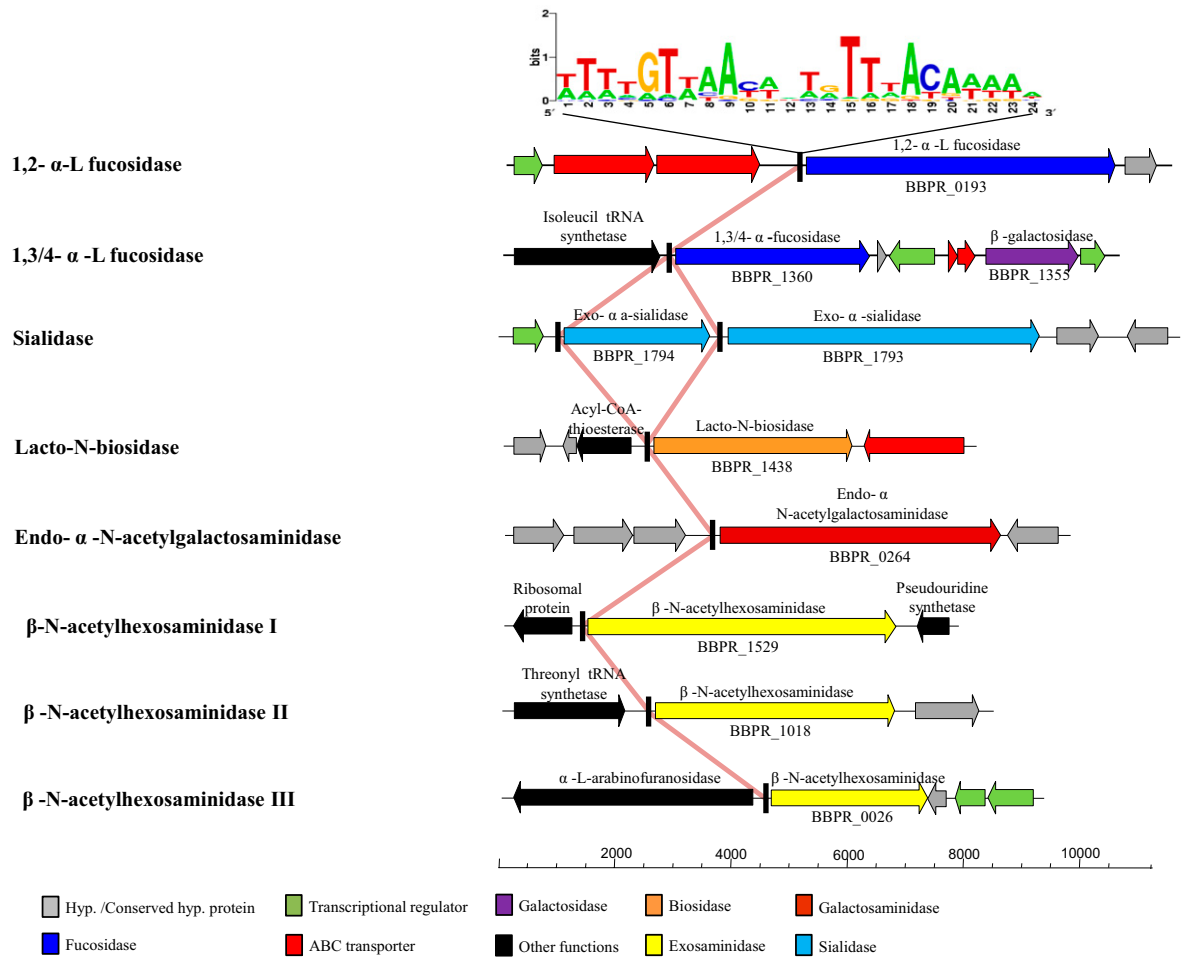 2
bits
1
0
5′
1 2 3 4 5 6 7 8 9 10 11 12 13 14 15 16 17 18 19 20 21 22 23 24
3′
1,2- α-L fucosidase
1,2- α -L fucosidase
BBPR_0193
1,3/4- α -L fucosidase
Isoleucil tRNA
synthetase
1,3/4- α -fucosidase
BBPR_1360
β -galactosidase
BBPR_1355
Sialidase
Exo- α a-sialidase
BBPR_1794
Exo- α -sialidase
BBPR_1793
Lacto-N-biosidase
Acyl-CoA-
thioesterase
Lacto-N-biosidase
BBPR_1438
Endo- α -N-acetylgalactosaminidase
Endo- α
N-acetylgalactosaminidase
BBPR_0264
β-N-acetylhexosaminidase I
Ribosomal
protein
β -N-acetylhexosaminidase
BBPR_1529
Pseudouridine
synthetase
β -N-acetylhexosaminidase II
Threonyl tRNA
synthetase
β -N-acetylhexosaminidase
BBPR_1018
β -N-acetylhexosaminidase III
α -L-arabinofuranosidase
β -N-acetylhexosaminidase
BBPR_0026
2000 4000 6000 8000 10000
Hyp. /Conserved hyp. protein
Transcriptional regulator
Galactosidase
Biosidase
Galactosaminidase
Fucosidase
ABC transporter
Other functions
Exosaminidase
Sialidase